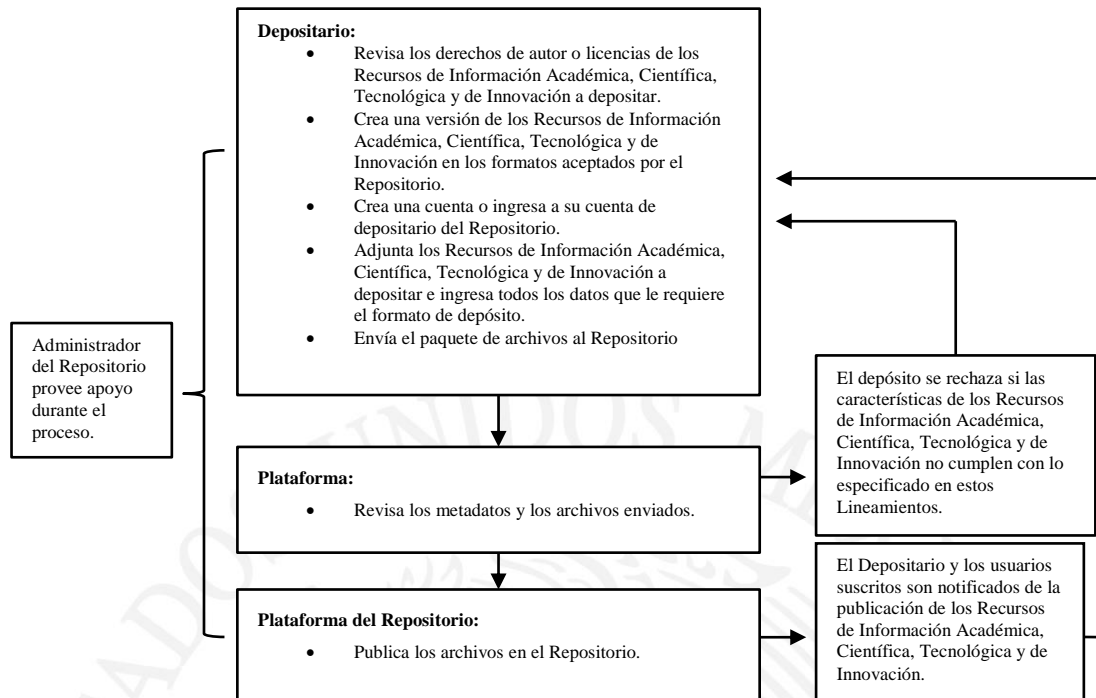 Depositario:
• Revisa los derechos de autor o licencias de los
Recursos de Información Académica, Científica,
Tecnológica y de Innovación a depositar.
• Crea una versión de los Recursos de Información
Académica, Científica, Tecnológica y de
Innovación en los formatos aceptados por el
Repositorio.
• Crea una cuenta o ingresa a su cuenta de
depositario del Repositorio.
• Adjunta los Recursos de Información Académica,
Científica, Tecnológica y de Innovación a
depositar e ingresa todos los datos que le requiere
el formato de depósito.
• Envía el paquete de archivos al Repositorio
Administrador
del Repositorio
provee apoyo
durante el
proceso.
Plataforma:
• Revisa los metadatos y los archivos enviados.
El depósito se rechaza si las
características de los Recursos
de Información Académica,
Científica, Tecnológica y de
Innovación no cumplen con lo
especificado en estos
Lineamientos.
Plataforma del Repositorio:
• Publica los archivos en el Repositorio.
El Depositario y los usuarios
suscritos son notificados de la
publicación de los Recursos
de Información Académica,
Científica, Tecnológica y de
Innovación.